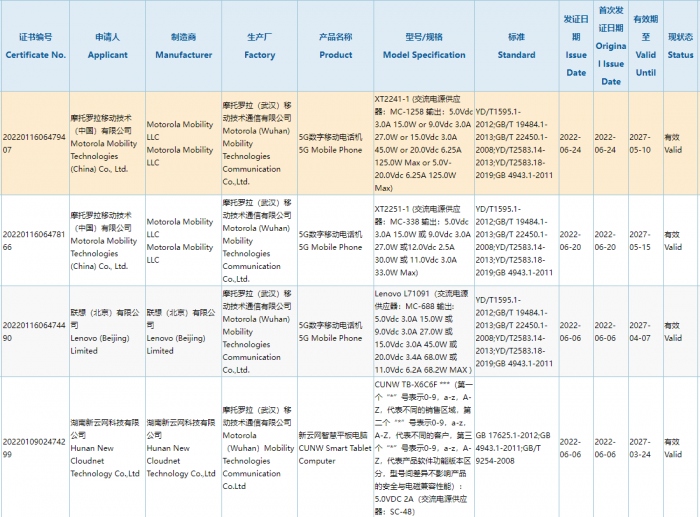 证书编号
Certificate No.
申请人
Applicant
制造商
Manufacturer
生产厂
Factory
产品名称
Product
型号/规格
Model Specification
标准
Standard
发证日
期
Issue
Date
首次发
证日期
Origina
l Issue
Date
有效期
至
Valid
Until
现状态
Status
20220116064794
07
摩托罗拉移动技术
（中国）有限公司
Motorola Mobility
Technologies
(China) Co., Ltd.
Motorola Mobility
LLC
Motorola Mobility
LLC
摩托罗拉（武汉）移
动技术通信有限公司
Motorola (Wuhan)
Mobility
Technologies
Communication
Co.,Ltd.
5G数字移动电话机
5G Mobile Phone
XT2241-1 (交流电源供应
器：MC-1258 输出：5.0Vdc
3.0A 15.0W or 9.0Vdc 3.0A
27.0W or 15.0Vdc 3.0A
45.0W or 20.0Vdc 6.25A
125.0W Max or 5.0V-
20.0Vdc 6.25A 125.0W
Max)
YD/T1595.1-
2012;GB/T 19484.1-
2013;GB/T 22450.1-
2008;YD/T2583.14-
2013;YD/T2583.18-
2019;GB 4943.1-2011
2022-
06-24
2022-
06-24
2027-
05-10
有效
Valid
20220116064781
66
摩托罗拉移动技术
（中国）有限公司
Motorola Mobility
Technologies
(China) Co., Ltd.
Motorola Mobility
LLC
Motorola Mobility
LLC
摩托罗拉（武汉）移
动技术通信有限公司
Motorola (Wuhan)
Mobility
Technologies
Communication
Co.,Ltd.
5G数字移动电话机
5G Mobile Phone
XT2251-1 (交流电源供应
器：MC-338 输出：5.0Vdc
3.0A 15.0W 或 9.0Vdc 3.0A
27.0W 或12.0Vdc 2.5A
30.0W 或 11.0Vdc 3.0A
33.0W Max)
YD/T1595.1-
2012;GB/T 19484.1-
2013;GB/T 22450.1-
2008;YD/T2583.14-
2013;YD/T2583.18-
2019;GB 4943.1-2011
2022-
06-20
2022-
06-20
2027-
05-15
有效
Valid
20220116064744
90
联想（北京）有限公
司
Lenovo (Beijing)
Limited
联想（北京）有限公
司
Lenovo (Beijing)
Limited
摩托罗拉（武汉）移
动技术通信有限公司
Motorola (Wuhan)
Mobility
Technologies
Communication
Co.,Ltd.
5G数字移动电话机
5G Mobile Phone
Lenovo L71091（交流电源
供应器：MC-688 输出:
5.0Vdc 3.0A 15.0W 或
9.0Vdc 3.0A 27.0W 或
15.0Vdc 3.0A 45.0W 或
20.0Vdc 3.4A 68.0W 或
11.0Vdc 6.2A 68.2W MAX ）
YD/T1595.1-
2012;GB/T 19484.1-
2013;GB/T 22450.1-
2008;YD/T2583.14-
2013;YD/T2583.18-
2019;GB 4943.1-2011
2022-
06-06
2022-
06-06
2027-
04-07
有效
Valid
20220109024742
99
湖南新云网科技有限
公司
Hunan New
Cloudnet
Technology Co.,Ltd
湖南新云网科技有限
公司
Hunan New
Cloudnet
Technology Co.,Ltd
摩托罗拉（武汉）移
动技术通信有限公司
Motorola
（Wuhan）Mobility
Technologies
Communication
Co.Ltd
新云网智慧平板电脑
CUNW Smart Tablet
Computer
CUNW TB-X6C6F ***（第一
个“*”号表示0-9，a-z，A-
Z，代表不同的销售区域，第
二个“*”号表示0-9，a-z，
A-Z，代表不同的客户，第三
个“*”号表示0-9，a-z，A-
Z，代表产品软件功能版本区
分，型号间差异不影响产品
的安全与电磁兼容性能）：
5.0VDC 2A（交流电源供应
器：SC-48）
GB 17625.1-2012;GB
4943.1-2011;GB/T
9254-2008
2022-
06-06
2022-
06-06
2027-
03-24
有效
Valid